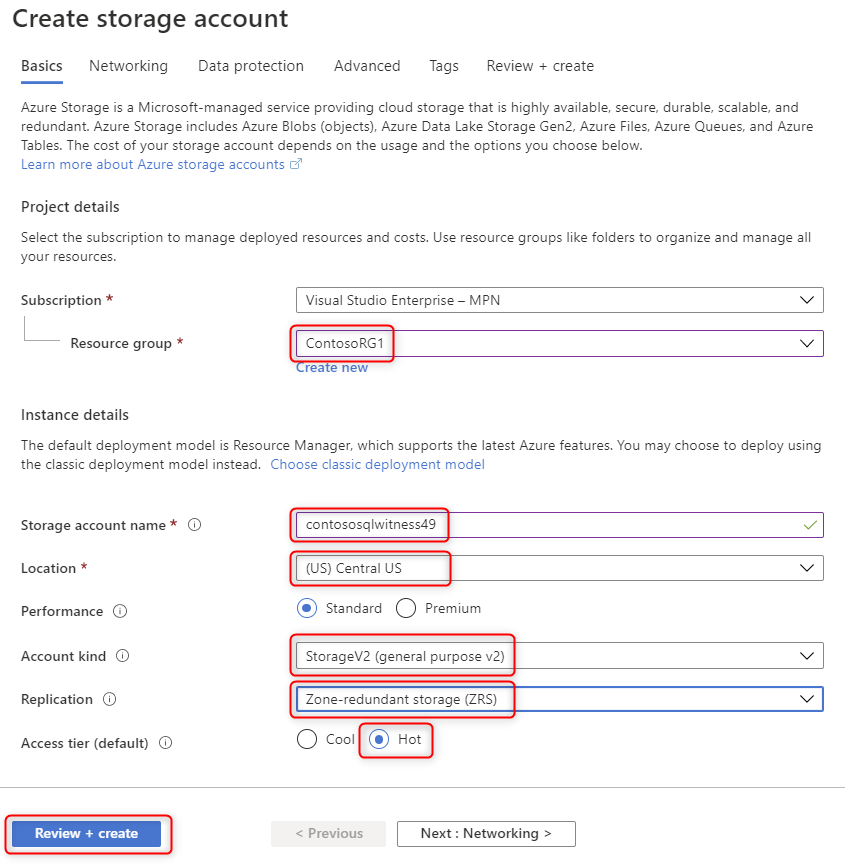 Create storage account
Basics Networking Data protection Advanced Tags Review + create
Azure Storage is a Microsoft-managed service providing cloud storage that is highly available, secure, durable, scalable, and
redundant. Azure Storage includes Azure Blobs (objects), Azure Data Lake Storage Gen2, Azure Files, Azure Queues, and Azure
Tables. The cost of your storage account depends on the usage and the options you choose below.
Learn more about Azure storage accounts
Project details
Select the subscription to manage deployed resources and costs. Use resource groups like folders to organize and manage all
your resources.
Subscription * Visual Studio Enterprise – MPN
Resource group * ContosoRG1
Create new
Instance details
The default deployment model is Resource Manager, which supports the latest Azure features. You may choose to deploy using
the classic deployment model instead. Choose classic deployment model
Storage account name * contososqlwitness49
Location * (US) Central US
Performance Standard Premium
Account kind StorageV2 (general purpose v2)
Replication Zone-redundant storage (ZRS)
Access tier (default) Cool Hot
Review + create < Previous Next : Networking >